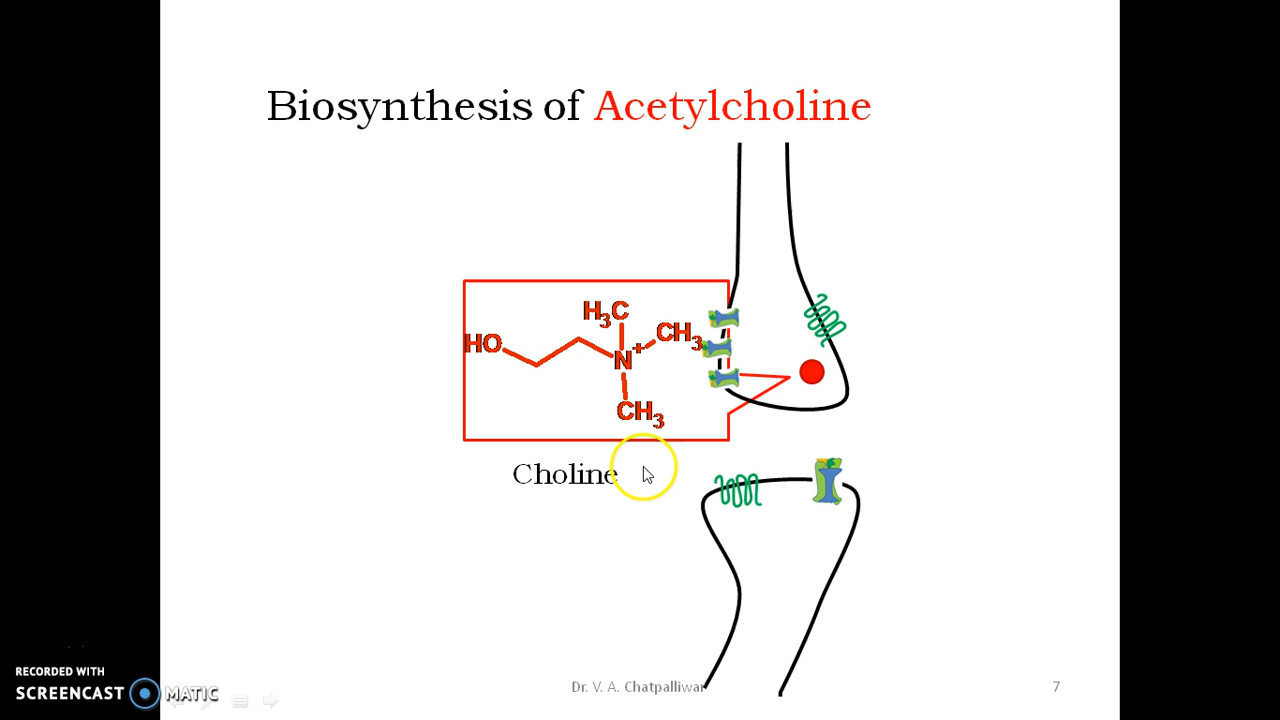 Biosynthesis of Acetylcholine
H3C
HO
CH3
N+
CH3
Choline
RECORDED WITH
SCREENCAST MATIC
Dr. V. A. Chatpalliwar
7